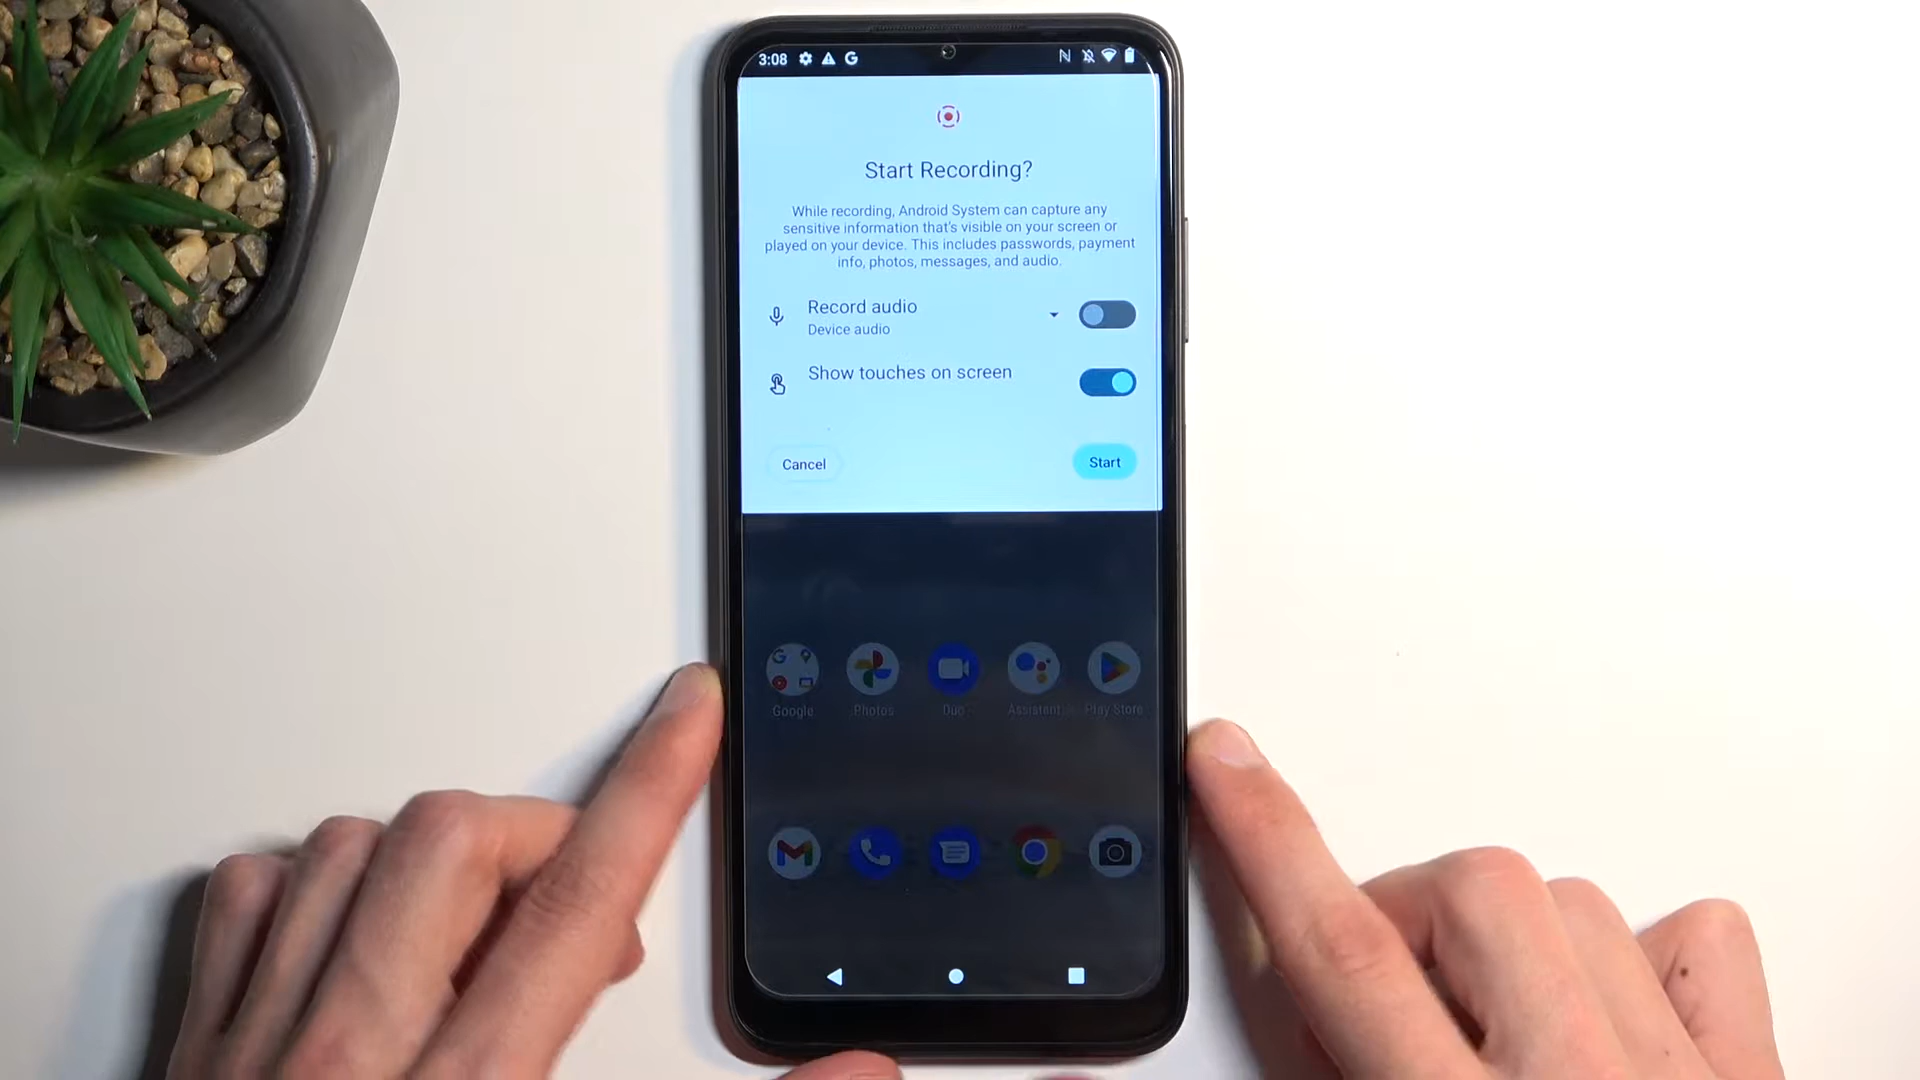 3:08
Start Recording?
While recording, Android System can capture any
sensitive information that's visible on your screen or
played on your device. This includes passwords, payment
info, photos, messages, and audio.
Record audio
Device audio
Show touches on screen
Cancel
Start
Google
Photos
Duo
Assistant
Play Store